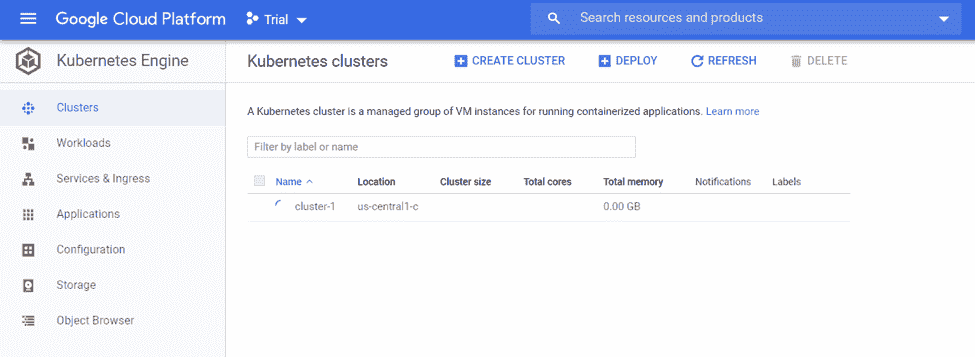 Google Cloud Platform Trial Search resources and products
Kubernetes Engine Kubernetes clusters CREATE CLUSTER DEPLOY REFRESH DELETE
Clusters
Workloads
Services & Ingress
Applications
Configuration
Storage
Object Browser
A Kubernetes cluster is a managed group of VM instances for running containerized applications. Learn more
Filter by label or name
Name Location Cluster size Total cores Total memory Notifications Labels
cluster-1 us-central1-c 0.00 GB